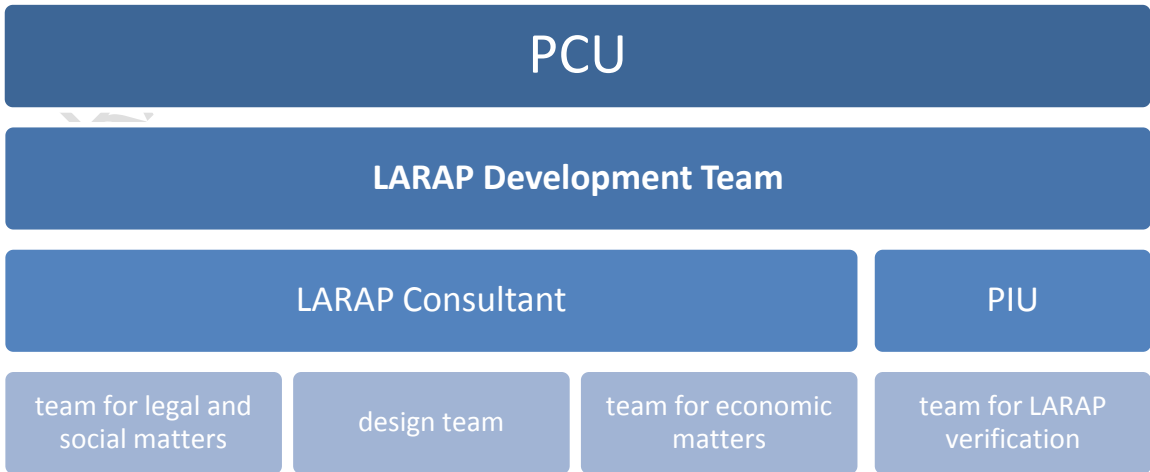 PCU
LARAP Development Team
LARAP Consultant
PIU
team for legal and
social matters
design team
team for economic
matters
team for LARAP
verification